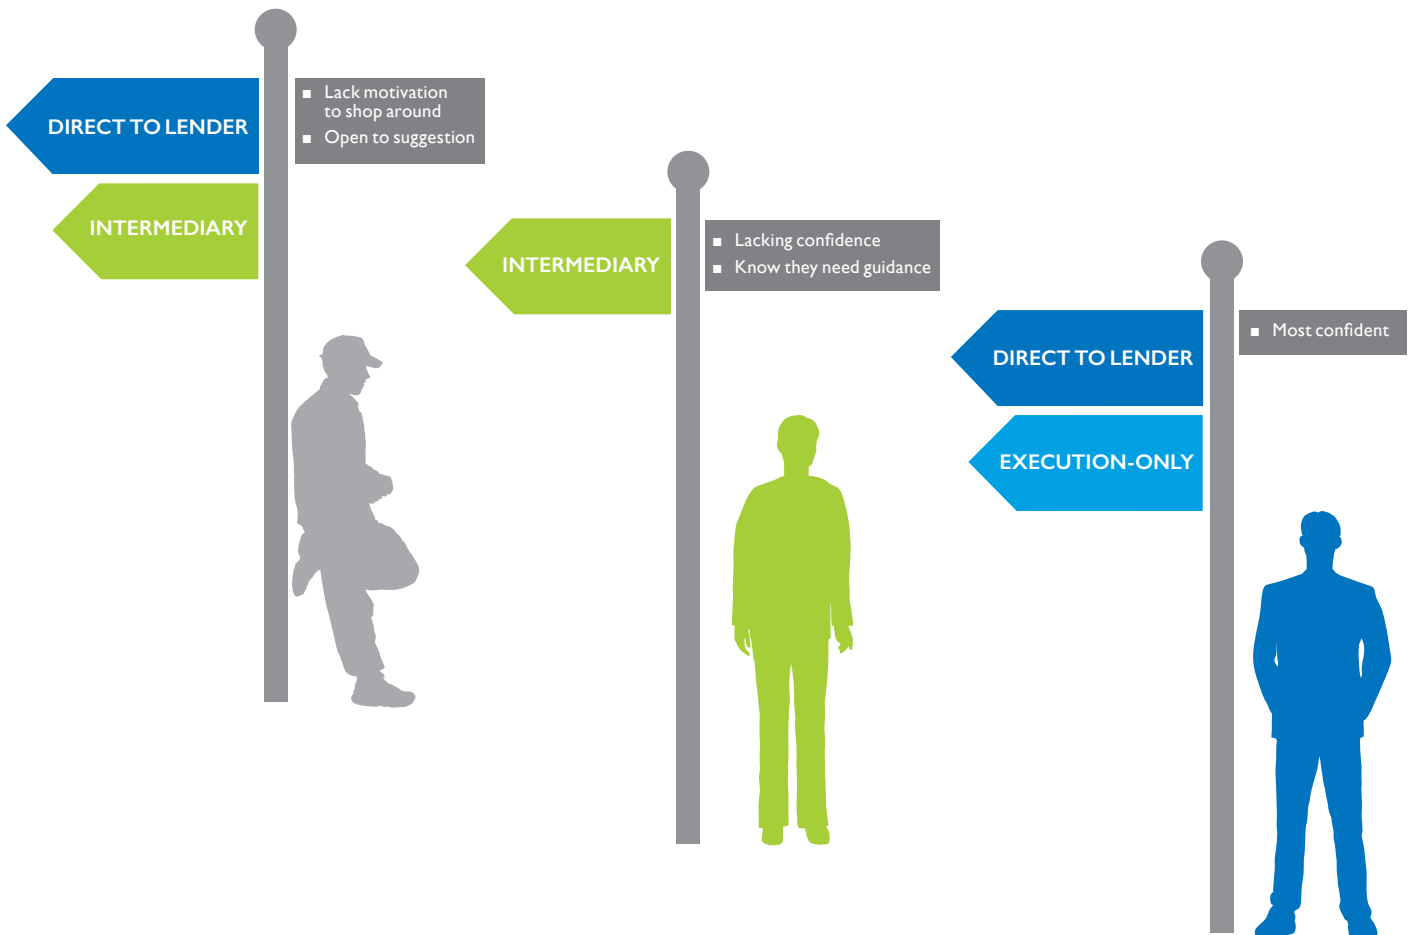 DIRECT TO LENDER
INTERMEDIARY
▪ Lack motivation
to shop around
▪ Open to suggestion
INTERMEDIARY
▪ Lacking confidence
▪ Know they need guidance
DIRECT TO LENDER
EXECUTION-ONLY
▪ Most confident